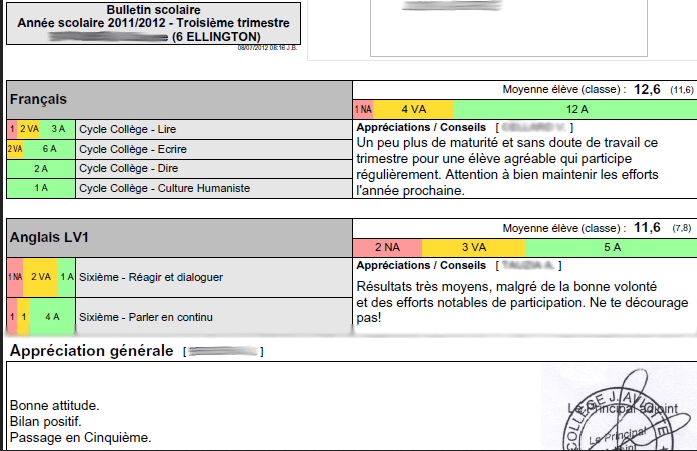 Bulletin scolaire
Année scolaire 2011/2012 - Troisième trimestre
(6 ELLINGTON)
08/07/2012 08:16 J.B.
Français
Moyenne élève (classe) : 12,6 (11,6)
1 NA 4 VA 12 A
1 2 VA 3 A Cycle Collège - Lire
2 VA 6 A Cycle Collège - Ecrire
2 A Cycle Collège - Dire
1 A Cycle Collège - Culture Humaniste
Appréciations / Conseils [ ]
Un peu plus de maturité et sans doute de travail ce
trimestre pour une élève agréable qui participe
régulièrement. Attention à bien maintenir les efforts
l'année prochaine.
Anglais LV1
Moyenne élève (classe) : 11,6 (7,8)
2 NA 3 VA 5 A
1 NA 2 VA 1 A Sixième - Réagir et dialoguer
1 1 4 A Sixième - Parler en continu
Appréciations / Conseils [ ]
Résultats très moyens, malgré de la bonne volonté
et des efforts notables de participation. Ne te décourage
pas!
Appréciation générale [ ]
Bonne attitude.
Bilan positif.
Passage en Cinquième.
Le Principal adjoint
COLLÈGE J. AVIOTTE
Le Principal
Adjoint